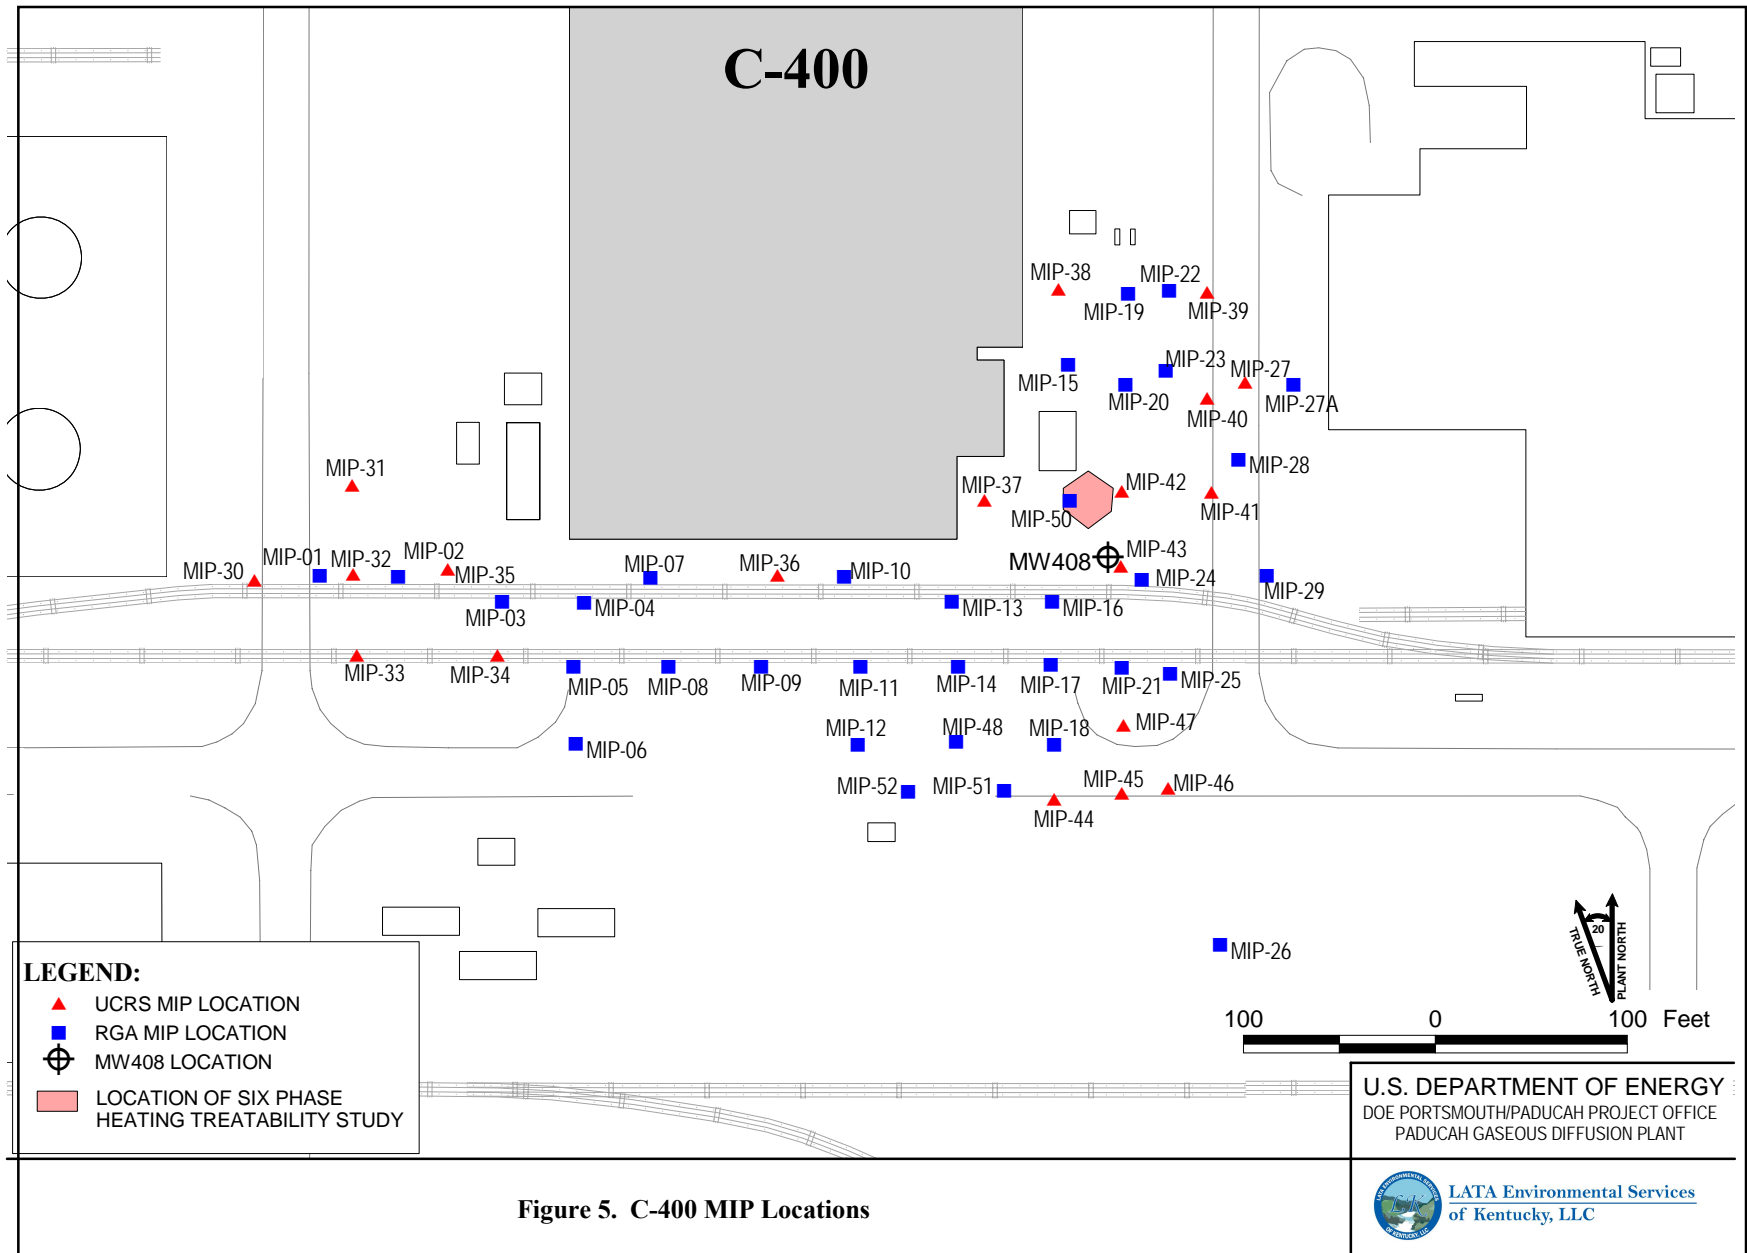 C-400
MIP-38
MIP-22
MIP-19
MIP-39
MIP-23
MIP-27
MIP-15
MIP-20
MIP-27A
MIP-40
MIP-28
MIP-31
MIP-37
MIP-42
MIP-50
MIP-41
MIP-43
MW408
MIP-30
MIP-01
MIP-32
MIP-02
MIP-35
MIP-07
MIP-36
MIP-10
MIP-24
MIP-29
MIP-03
MIP-04
MIP-13
MIP-16
MIP-33
MIP-34
MIP-05
MIP-08
MIP-09
MIP-11
MIP-14
MIP-17
MIP-21
MIP-25
MIP-06
MIP-12
MIP-48
MIP-18
MIP-47
MIP-52
MIP-51
MIP-45
MIP-46
MIP-44
MIP-26
20
TRUE NORTH
PLANT NORTH
100 0 100 Feet
LEGEND:
UCRS MIP LOCATION
RGA MIP LOCATION
MW408 LOCATION
LOCATION OF SIX PHASE
HEATING TREATABILITY STUDY
U.S. DEPARTMENT OF ENERGY
DOE PORTSMOUTH/PADUCAH PROJECT OFFICE
PADUCAH GASEOUS DIFFUSION PLANT
Figure 5. C-400 MIP Locations
LATA ENVIRONMENTAL SERVICES
OF KENTUCKY, LLC
LATA Environmental Services
of Kentucky, LLC